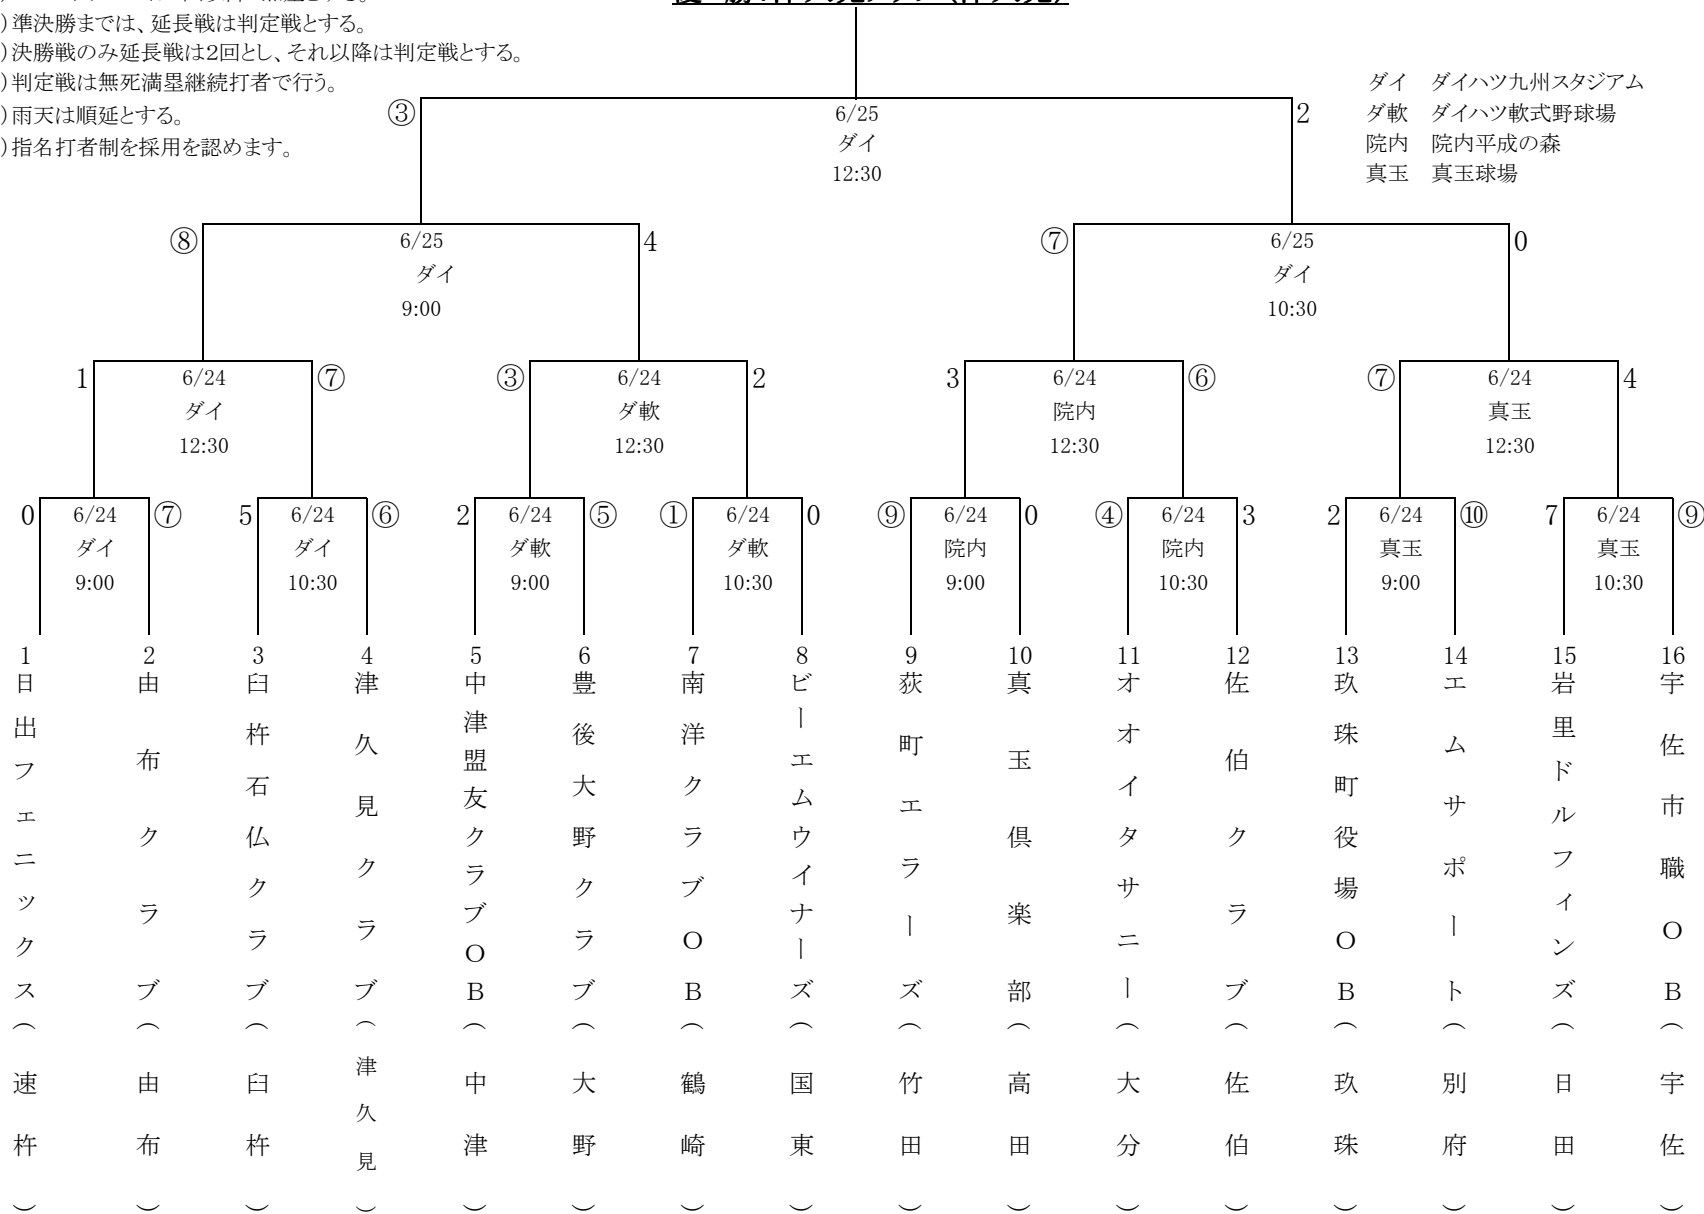 )準決勝までは、延長戦は判定戦とする。
)決勝戦のみ延長戦は2回とし、それ以降は判定戦とする。
)判定戦は無死満塁継続打者で行う。
)雨天は順延とする。
)指名打者制を採用を認めます。
ダイ ダイハツ九州スタジアム
ダ軟 ダイハツ軟式野球場
院内 院内平成の森
真玉 真玉球場
③ 6/25 2
ダイ
12:30
⑧ 6/25 4 ⑦ 6/25 0
ダイ ダイ
9:00 10:30
1 6/24 ⑦ ③ 6/24 2 3 6/24 ⑥ ⑦ 6/24 4
ダイ ダ軟 院内 真玉
12:30 12:30 12:30 12:30
0 6/24 ⑦ 5 6/24 ⑥ 2 6/24 ⑤ ① 6/24 0 ⑨ 6/24 0 ④ 6/24 3 2 6/24 ⑩ 7 6/24 ⑨
ダイ ダイ ダ軟 ダ軟 院内 院内 真玉 真玉
9:00 10:30 9:00 10:30 9:00 10:30 9:00 10:30
1 日出フェニックス(速杵)
2 由布クラブ(由布)
3 臼杵石仏クラブ(臼杵)
4 津久見クラブ(津久見)
5 中津盟友クラブOB(中津)
6 豊後大野クラブ(大野)
7 南洋クラブOB(鶴崎)
8 ビーエムウイナーズ(国東)
9 荻町エラーズ(竹田)
10 真玉倶楽部(高田)
11 オオイタサニー(大分)
12 佐伯クラブ(佐伯)
13 玖珠町役場OB(玖珠)
14 エムサポート(別府)
15 岩里ドルフィンズ(日田)
16 宇佐市職OB(宇佐)